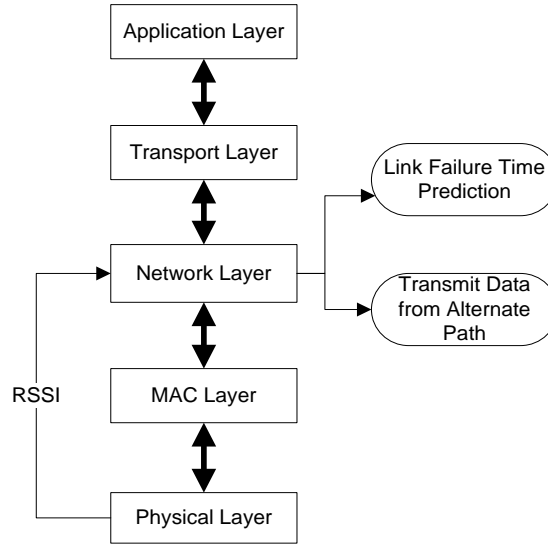 Application Layer
Transport Layer
Link Failure Time
Prediction
Network Layer
Transmit Data
from Alternate
Path
RSSI
MAC Layer
Physical Layer